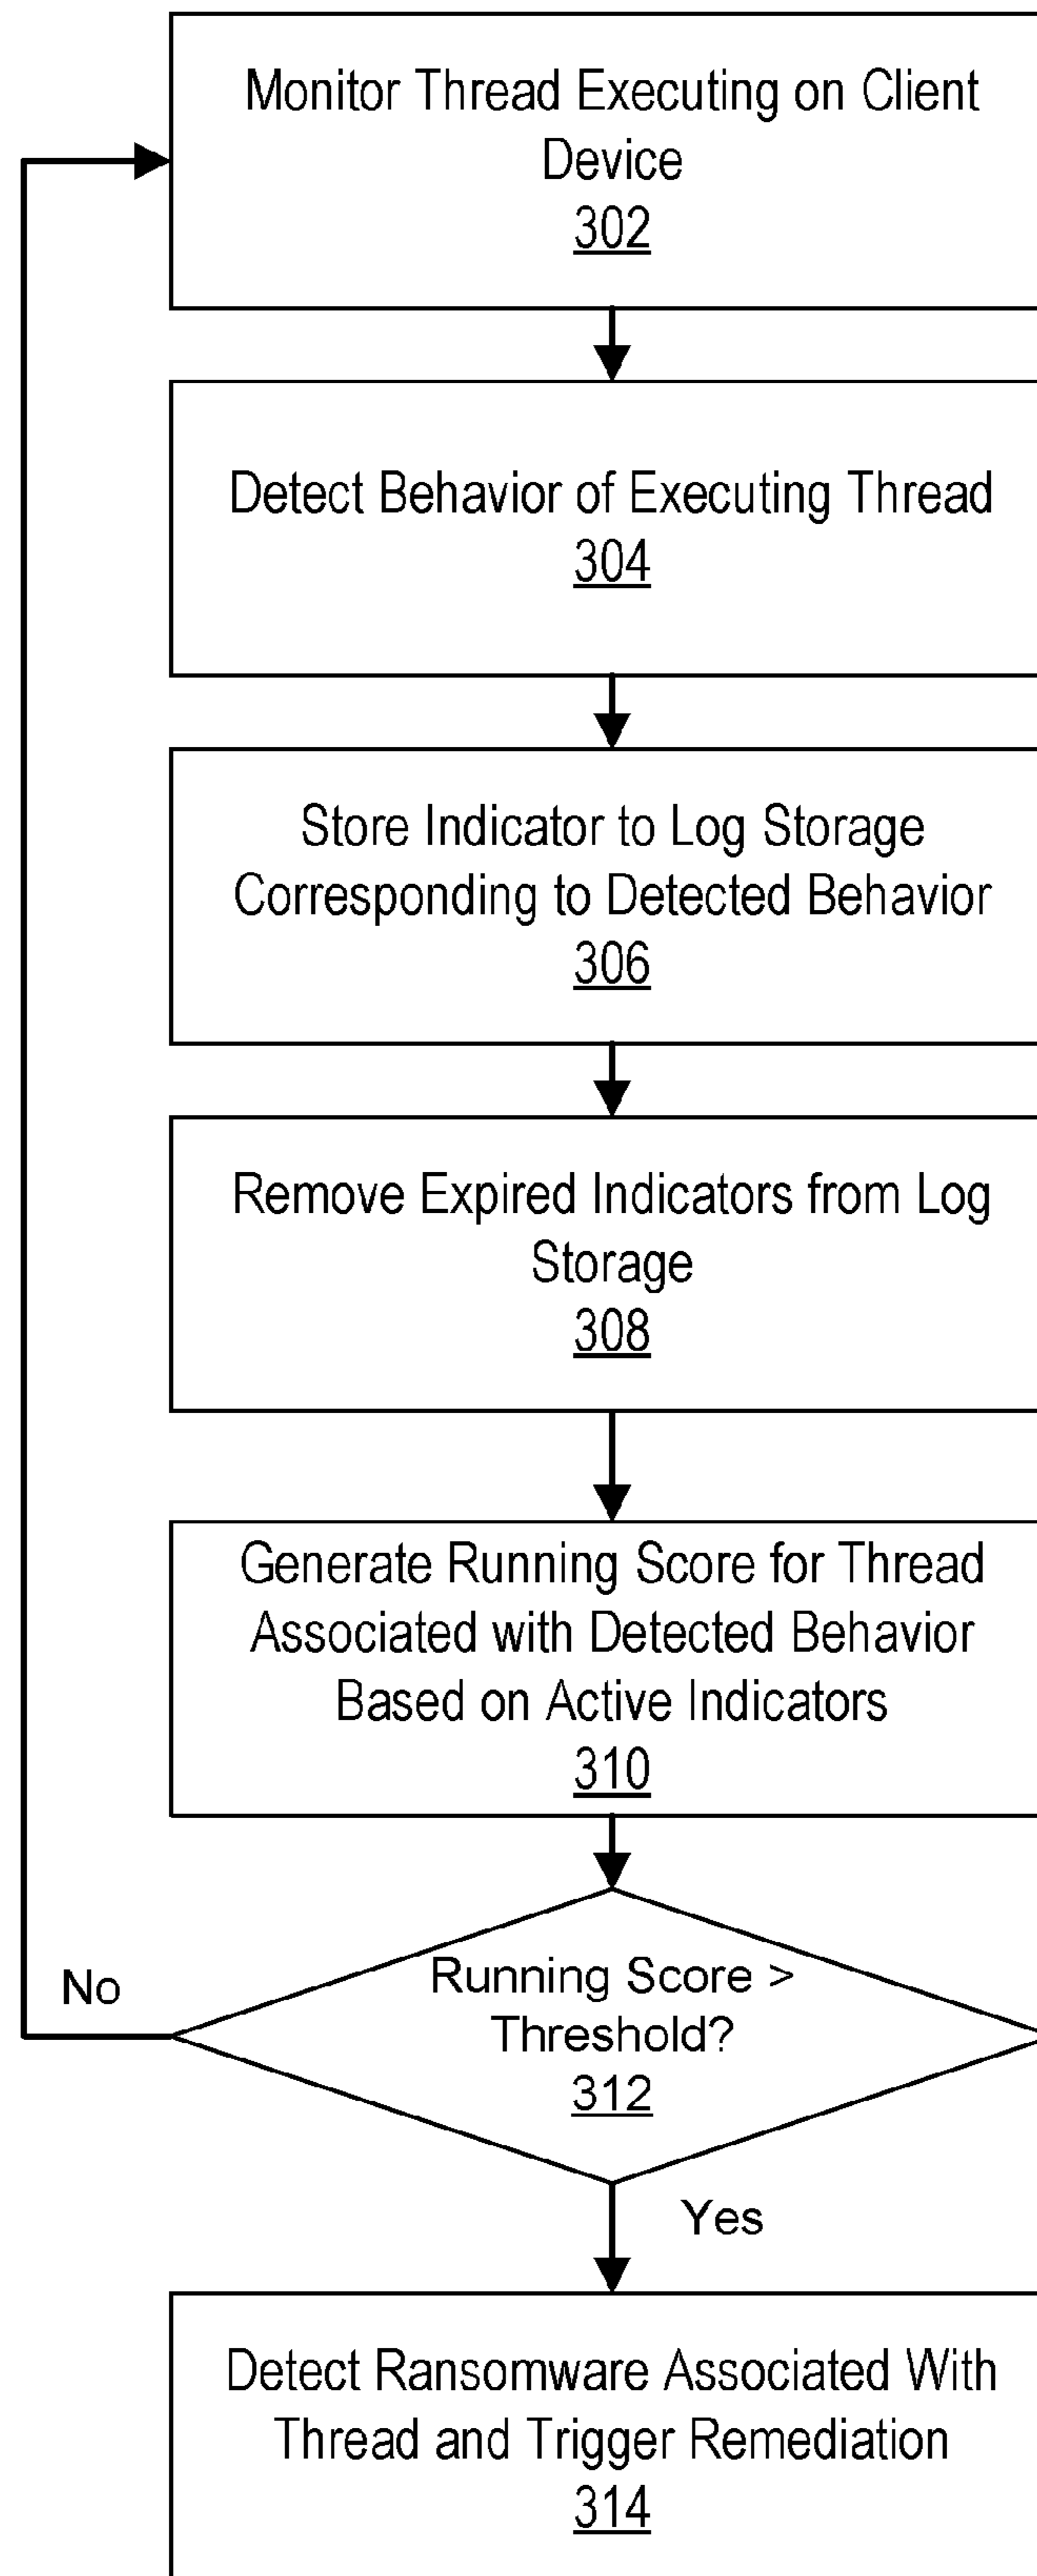 Monitor Thread Executing on Client
Device
302
Detect Behavior of Executing Thread
304
Store Indicator to Log Storage
Corresponding to Detected Behavior
306
Remove Expired Indicators from Log
Storage
308
Generate Running Score for Thread
Associated with Detected Behavior
Based on Active Indicators
310
No
Running Score >
Threshold?
312
Yes
Detect Ransomware Associated With
Thread and Trigger Remediation
314